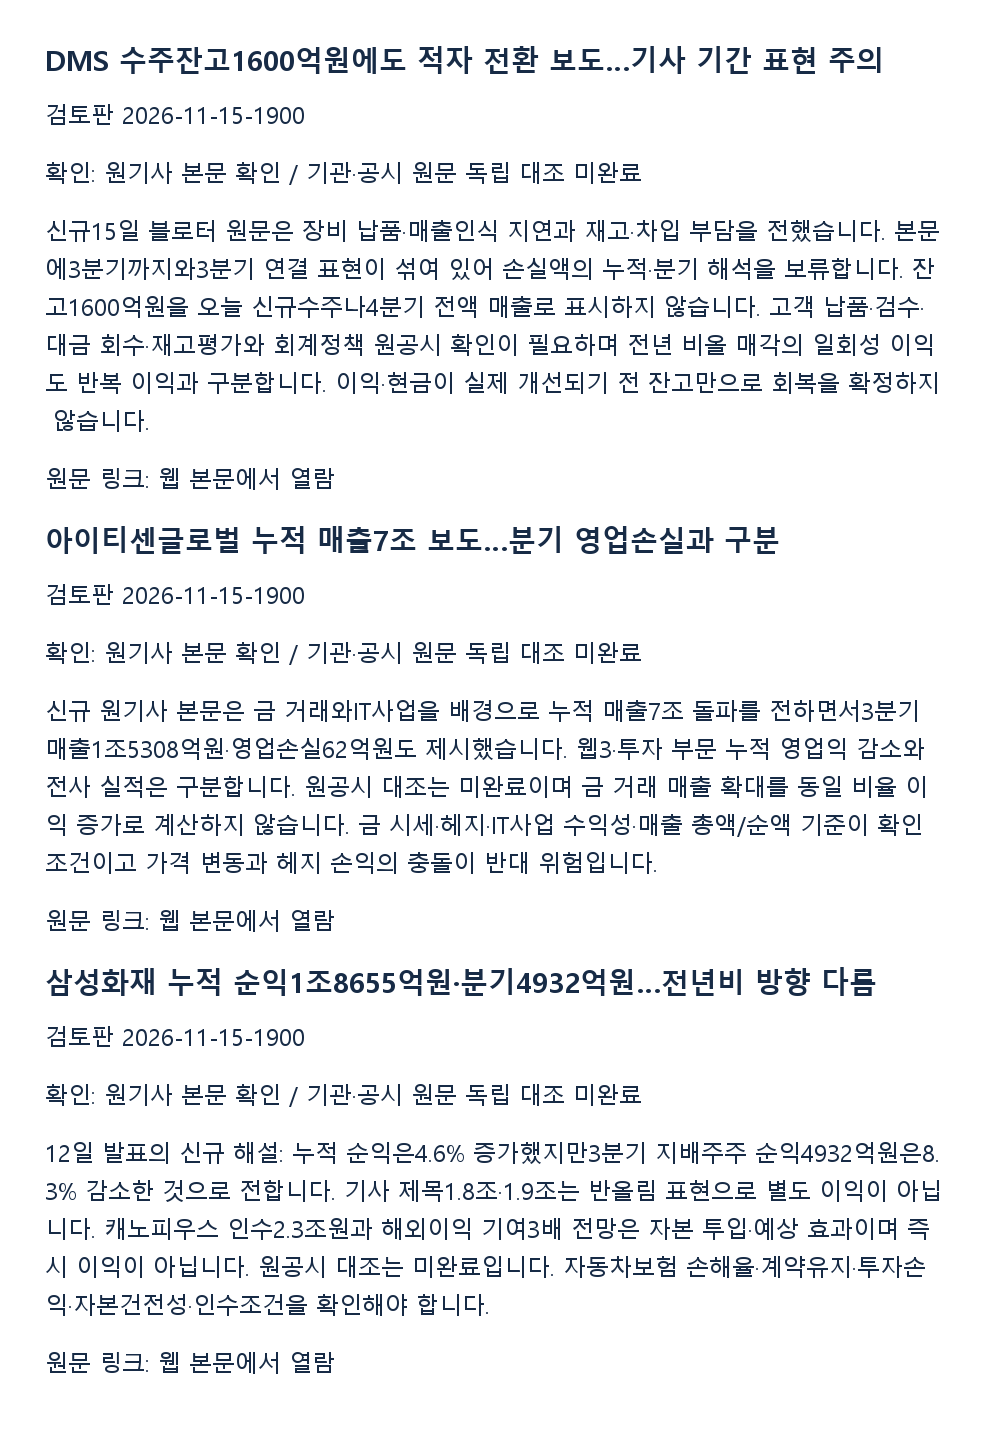 DMS 수주잔고1600억원에도 적자 전환 보도...기사 기간 표현 주의
검토판 2026-11-15-1900
확인: 원기사 본문 확인 / 기관·공시 원문 독립 대조 미완료
신규15일 블로터 원문은 장비 납품·매출인식 지연과 재고·차입 부담을 전했습니다. 본문
에3분기까지와3분기 연결 표현이 섞여 있어 손실액의 누적·분기 해석을 보류합니다. 잔
고1600억원을 오늘 신규수주나4분기 전액 매출로 표시하지 않습니다. 고객 납품·검수·
대금 회수·재고평가와 회계정책 원공시 확인이 필요하며 전년 비올 매각의 일회성 이익
도 반복 이익과 구분합니다. 이익·현금이 실제 개선되기 전 잔고만으로 회복을 확정하지
않습니다.
원문 링크: 웹 본문에서 열람
아이티센글로벌 누적 매출7조 보도...분기 영업손실과 구분
검토판 2026-11-15-1900
확인: 원기사 본문 확인 / 기관·공시 원문 독립 대조 미완료
신규 원기사 본문은 금 거래와IT사업을 배경으로 누적 매출7조 돌파를 전하면서3분기
매출1조5308억원·영업손실62억원도 제시했습니다. 웹3·투자 부문 누적 영업익 감소와
전사 실적은 구분합니다. 원공시 대조는 미완료이며 금 거래 매출 확대를 동일 비율 이
익 증가로 계산하지 않습니다. 금 시세·헤지·IT사업 수익성·매출 총액/순액 기준이 확인
조건이고 가격 변동과 헤지 손익의 충돌이 반대 위험입니다.
원문 링크: 웹 본문에서 열람
삼성화재 누적 순익1조8655억원·분기4932억원...전년비 방향 다름
검토판 2026-11-15-1900
확인: 원기사 본문 확인 / 기관·공시 원문 독립 대조 미완료
12일 발표의 신규 해설: 누적 순익은4.6% 증가했지만3분기 지배주주 순익4932억원은8.
3% 감소한 것으로 전합니다. 기사 제목1.8조·1.9조는 반올림 표현으로 별도 이익이 아닙
니다. 캐노피우스 인수2.3조원과 해외이익 기여3배 전망은 자본 투입·예상 효과이며 즉
시 이익이 아닙니다. 원공시 대조는 미완료입니다. 자동차보험 손해율·계약유지·투자손
익·자본건전성·인수조건을 확인해야 합니다.
원문 링크: 웹 본문에서 열람